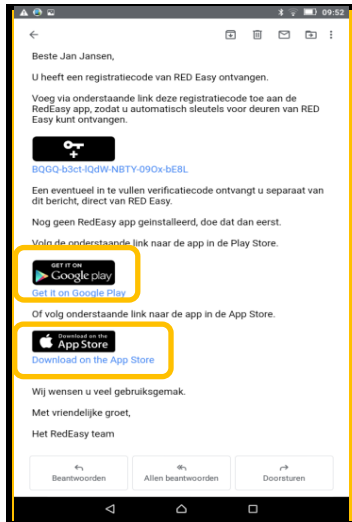 09:52
Beste Jan Jansen,
U heeft een registratiecode van RED Easy ontvangen.
Voeg via onderstaande link deze registratiecode toe aan de
RedEasy app, zodat u automatisch sleutels voor deuren van RED
Easy kunt ontvangen.
BQGQ-b3ct-IQdW-NBTY-09Ox-bE8L
Een eventueel in te vullen verificatiecode ontvangt u separaat van
dit bericht, direct van RED Easy.
Nog geen RedEasy app geinstalleerd, doe dat dan eerst.
Volg de onderstaande link naar de app in de Play Store.
GET IT ON
Google play
Get it on Google Play
Of volg onderstaande link naar de app in de App Store.
Download on the
App Store
Download on the App Store
Wij wensen u veel gebruiksgemak.
Met vriendelijke groet,
Het RedEasy team
Beantwoorden Allen beantwoorden Doorsturen